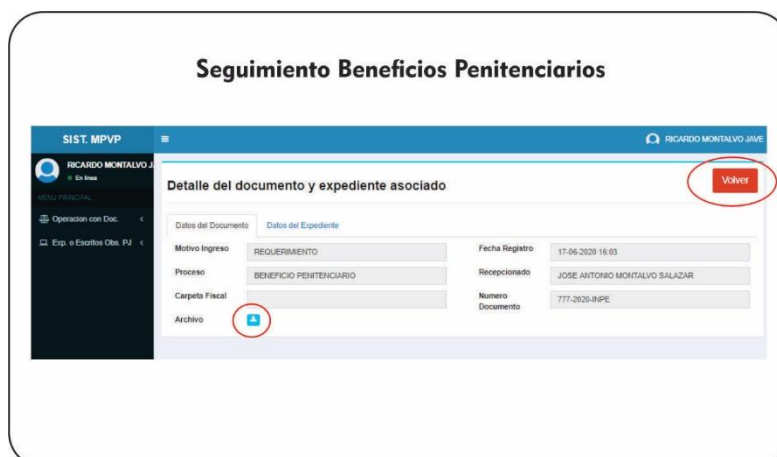 Seguimiento Beneficios Penitenciarios
SIST. MPVP
RICARDO MONTALVO JAVE
RICARDO MONTALVO J.
En línea
MENU PRINCIPAL
Detalle del documento y expediente asociado
Volver
Operacion con Doc.
Exp. o Escritos Obs. PJ
Datos del Documento Datos del Expediente
Motivo Ingreso REQUERIMIENTO Fecha Registro 17-06-2020 16:03
Proceso BENEFICIO PENITENCIARIO Recepcionado JOSE ANTONIO MONTALVO SALAZAR
Carpeta Fiscal Numero Documento 777-2020-INPE
Archivo